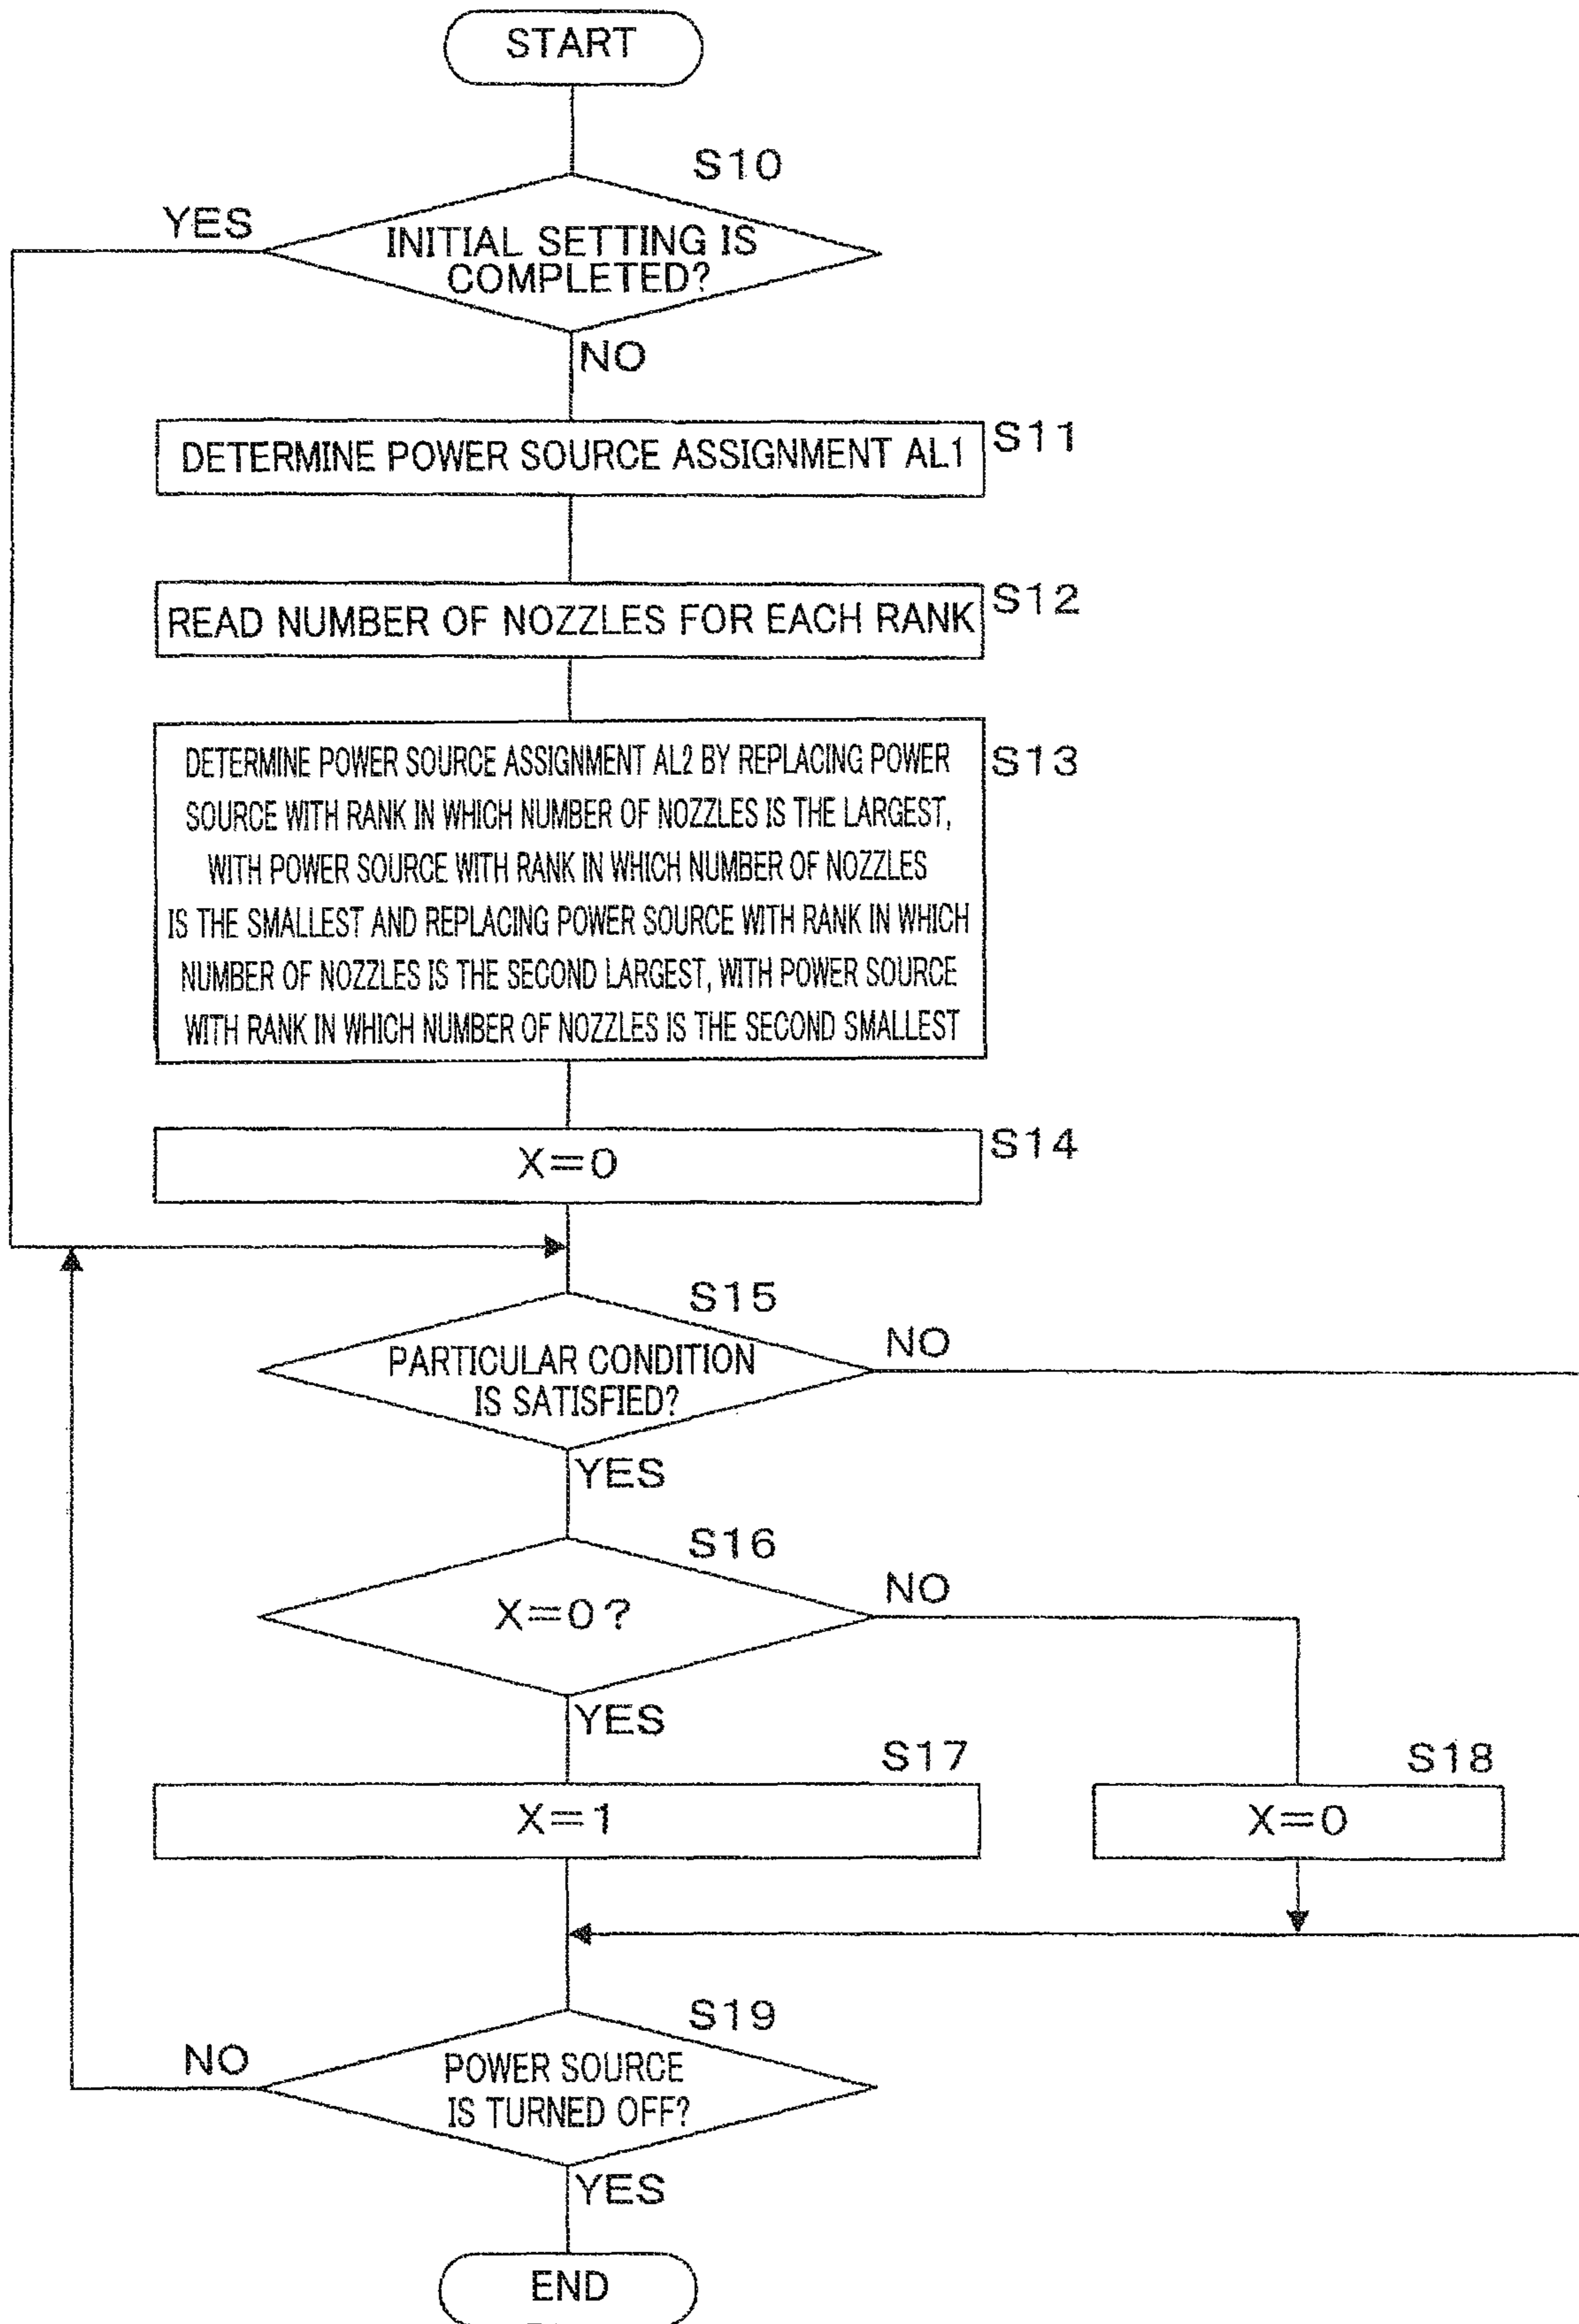 START
S10
YES
INITIAL SETTING IS
COMPLETED?
NO
DETERMINE POWER SOURCE ASSIGNMENT AL1
S11
READ NUMBER OF NOZZLES FOR EACH RANK
S12
DETERMINE POWER SOURCE ASSIGNMENT AL2 BY REPLACING POWER
SOURCE WITH RANK IN WHICH NUMBER OF NOZZLES IS THE LARGEST,
WITH POWER SOURCE WITH RANK IN WHICH NUMBER OF NOZZLES
IS THE SMALLEST AND REPLACING POWER SOURCE WITH RANK IN WHICH
NUMBER OF NOZZLES IS THE SECOND LARGEST, WITH POWER SOURCE
WITH RANK IN WHICH NUMBER OF NOZZLES IS THE SECOND SMALLEST
S13
X=0
S14
S15
NO
PARTICULAR CONDITION
IS SATISFIED?
YES
S16
NO
X=0?
YES
S17
S18
X=1
X=0
S19
NO
POWER SOURCE
IS TURNED OFF?
YES
END